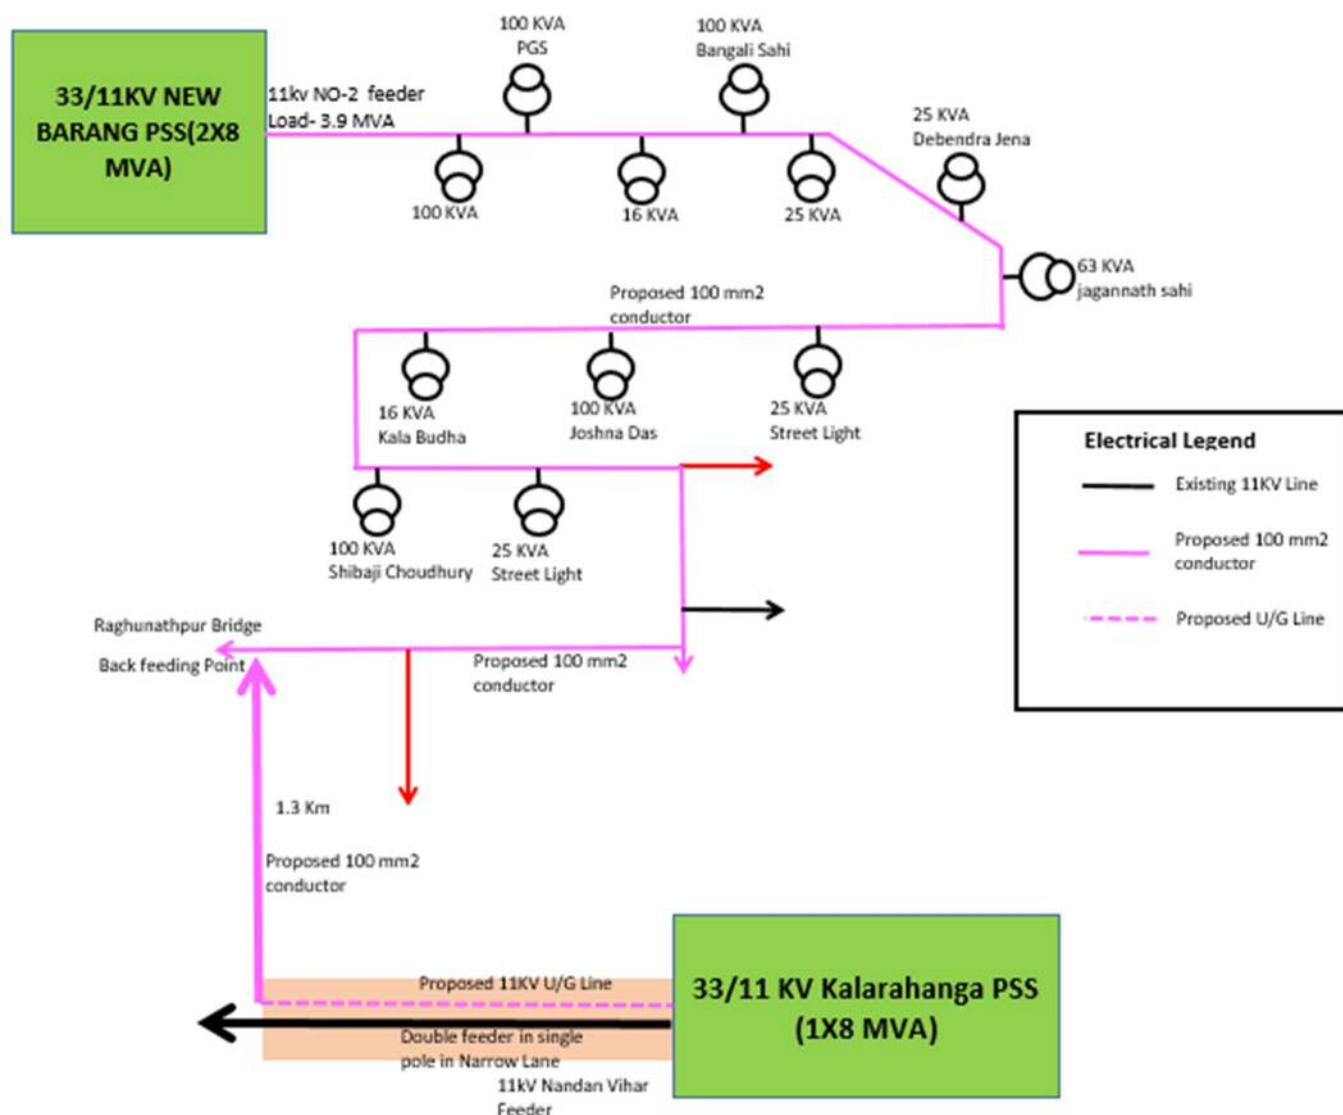 33/11KV NEW
BARANG PSS(2X8
MVA)
11kv NO-2 feeder
Load- 3.9 MVA
100 KVA
PGS
100 KVA
Bangali Sahi
100 KVA
16 KVA
25 KVA
25 KVA
Debendra Jena
63 KVA
jagannath sahi
Proposed 100 mm2
conductor
16 KVA
Kala Budha
100 KVA
Joshna Das
25 KVA
Street Light
100 KVA
Shibaji Choudhury
25 KVA
Street Light
Electrical Legend
Existing 11KV Line
Proposed 100 mm2
conductor
Proposed U/G Line
Raghunathpur Bridge
Back feeding Point
Proposed 100 mm2
conductor
1.3 Km
Proposed 100 mm2
conductor
Proposed 11KV U/G Line
Double feeder in single
pole in Narrow Lane
11kV Nandan Vihar
Feeder
33/11 KV Kalarahanga PSS
(1X8 MVA)